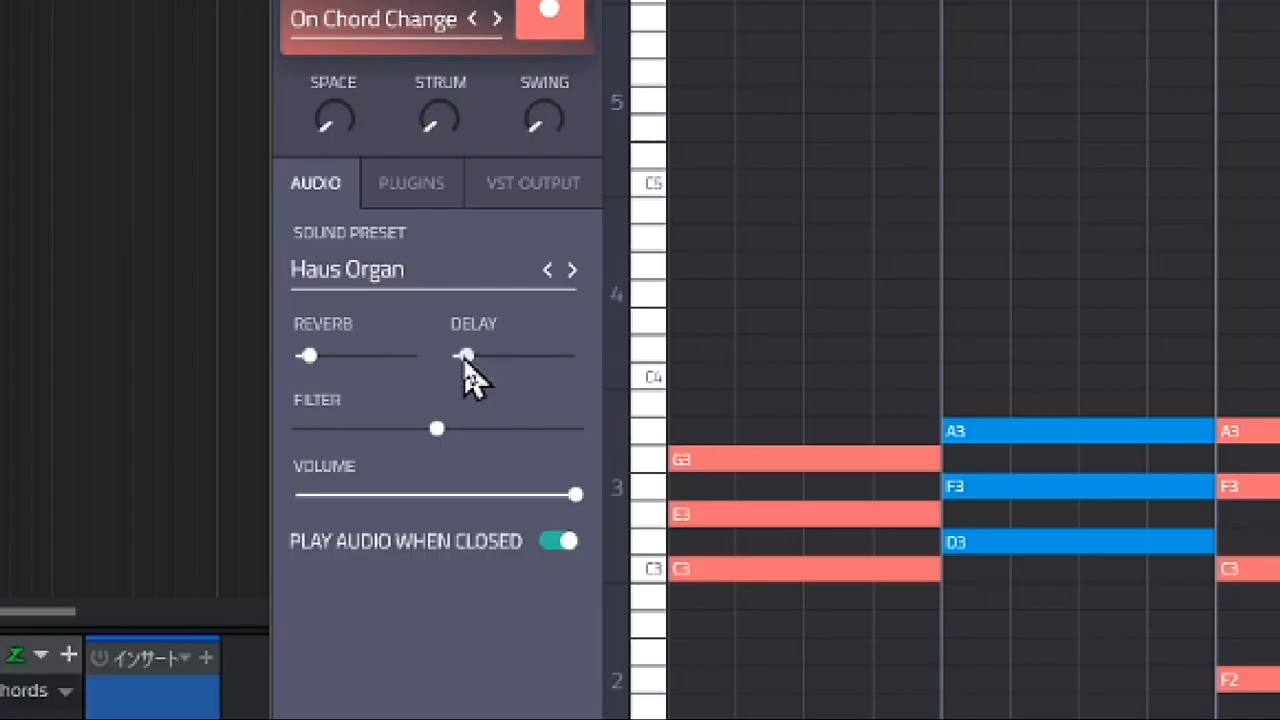 On Chord Change < >
SPACE STRUM SWING
AUDIO PLUGINS VST OUTPUT
SOUND PRESET
Haus Organ < >
REVERB DELAY
FILTER
VOLUME
PLAY AUDIO WHEN CLOSED
5
C5
4
C4
A3 A3
G3
3 F3 F3
E3
D3
C3 C3 C3
2 F2
Z + インサート +
hords